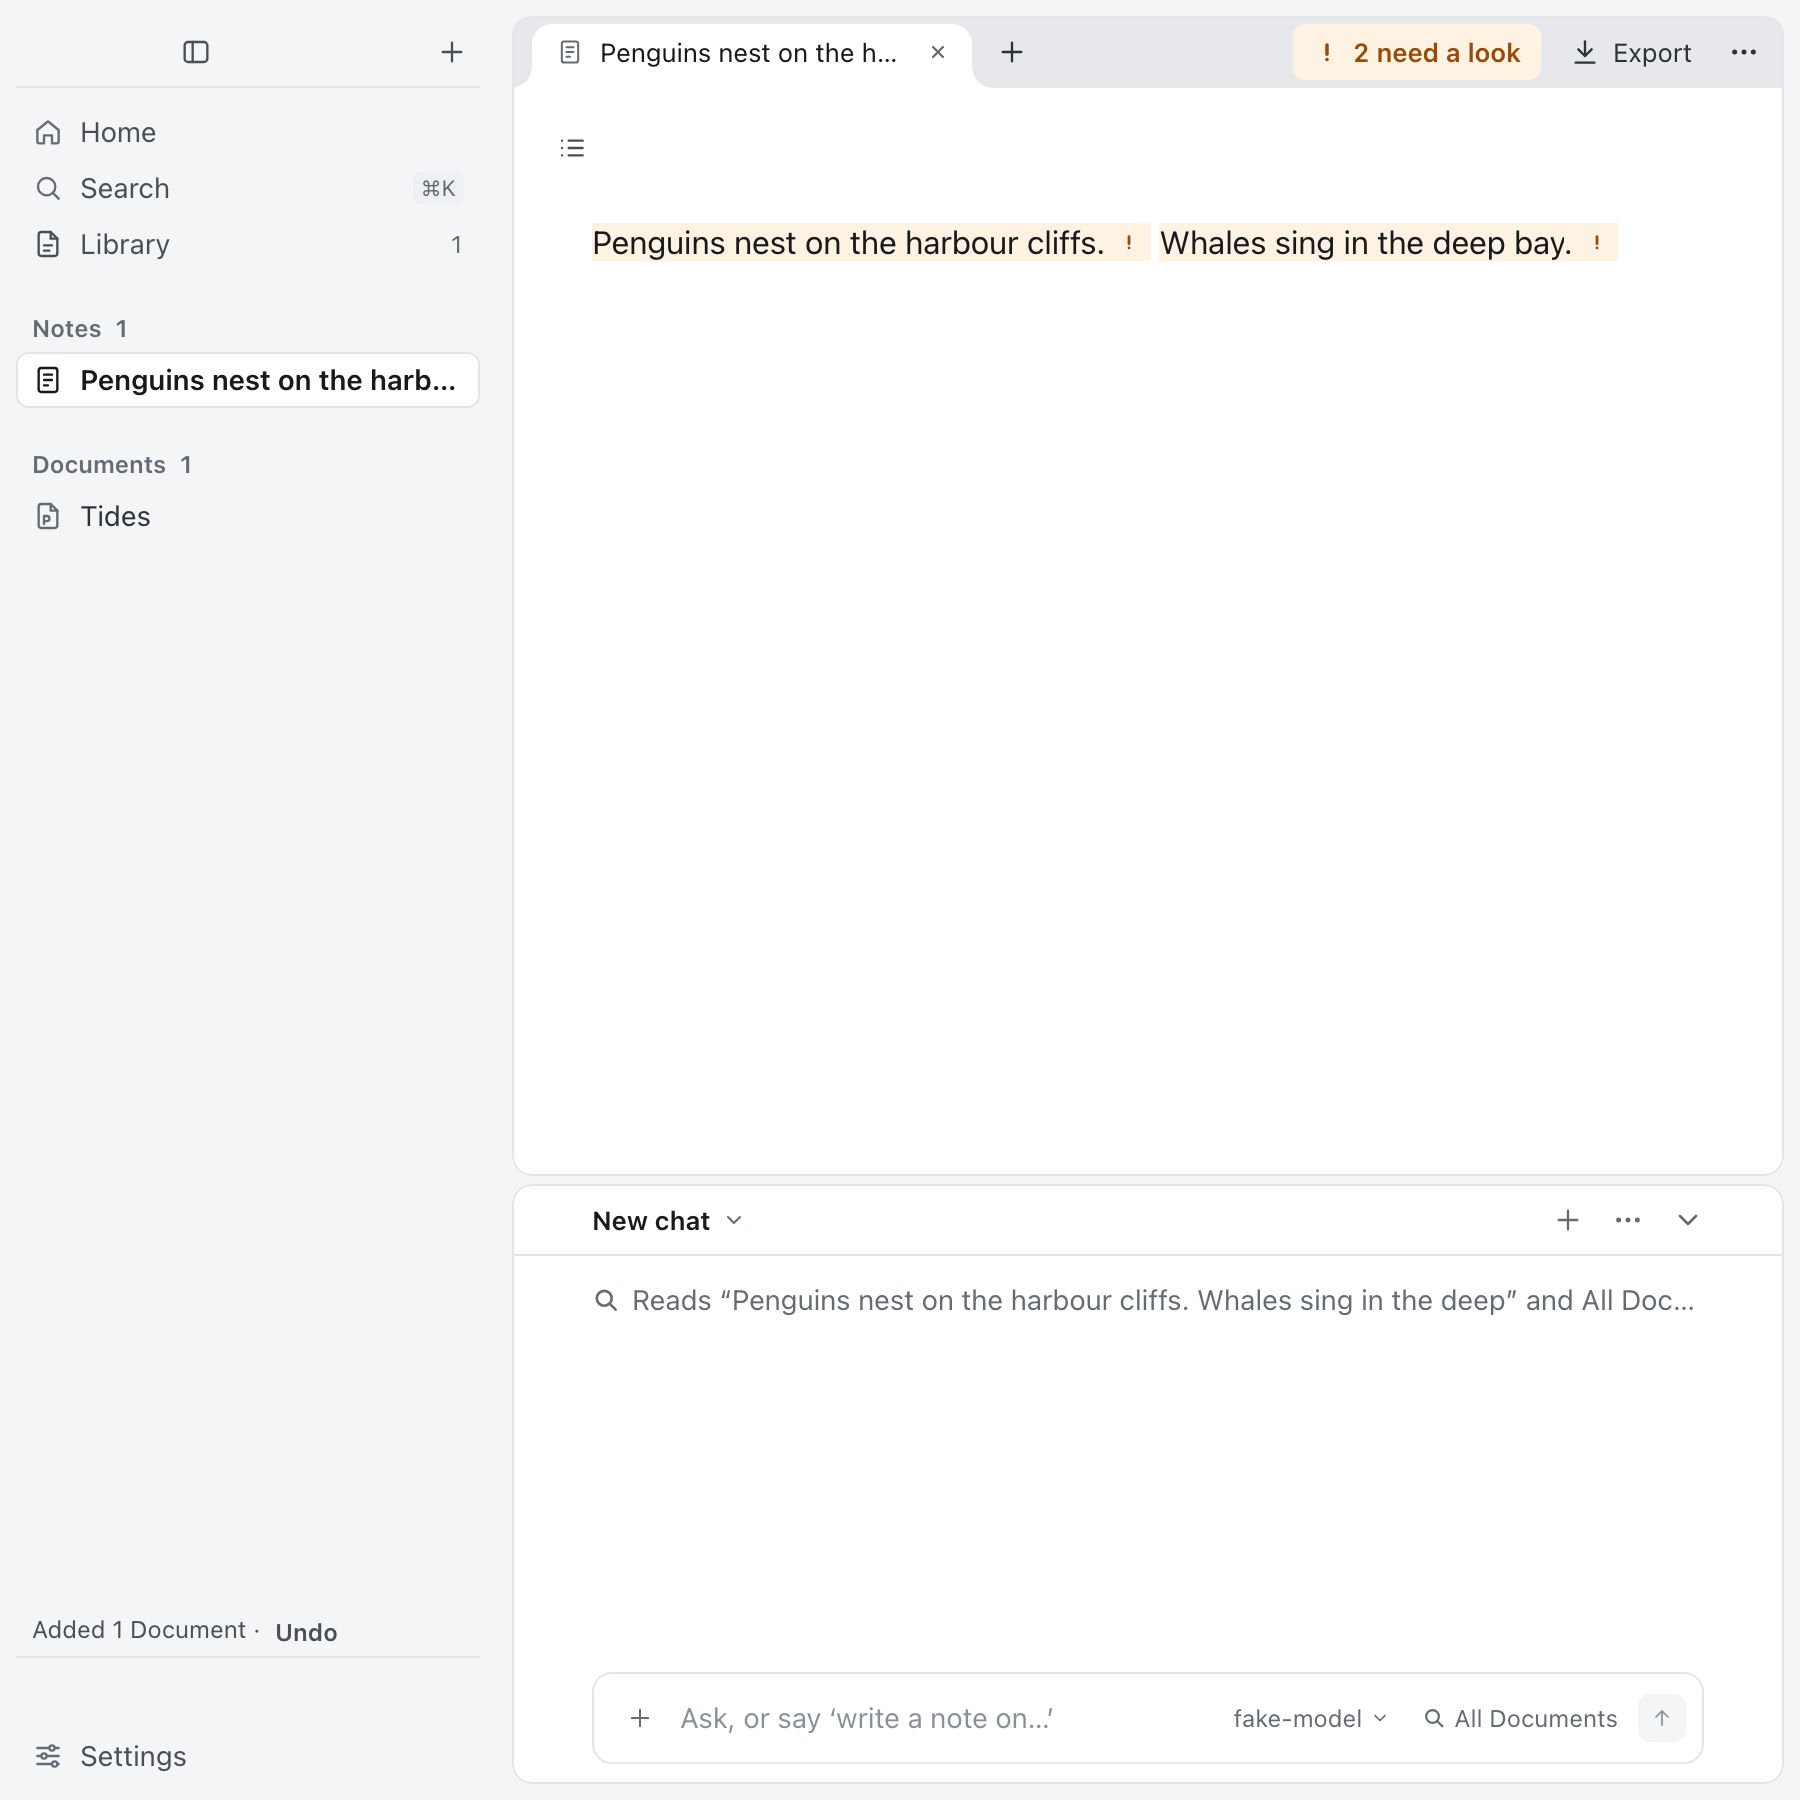 Penguins nest on the h...
! 2 need a look
Export
Home
Search ⌘K
Library 1
Notes 1
Penguins nest on the harb...
Documents 1
Tides
Added 1 Document · Undo
Settings
Penguins nest on the harbour cliffs. ! Whales sing in the deep bay. !
New chat
Reads “Penguins nest on the harbour cliffs. Whales sing in the deep” and All Doc...
Ask, or say ‘write a note on...’ fake-model All Documents